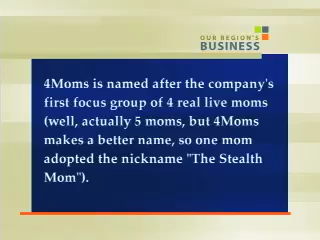 OUR REGION'S
BUSINESS
4Moms is named after the company's
first focus group of 4 real live moms
(well, actually 5 moms, but 4Moms
makes a better name, so one mom
adopted the nickname "The Stealth
Mom").